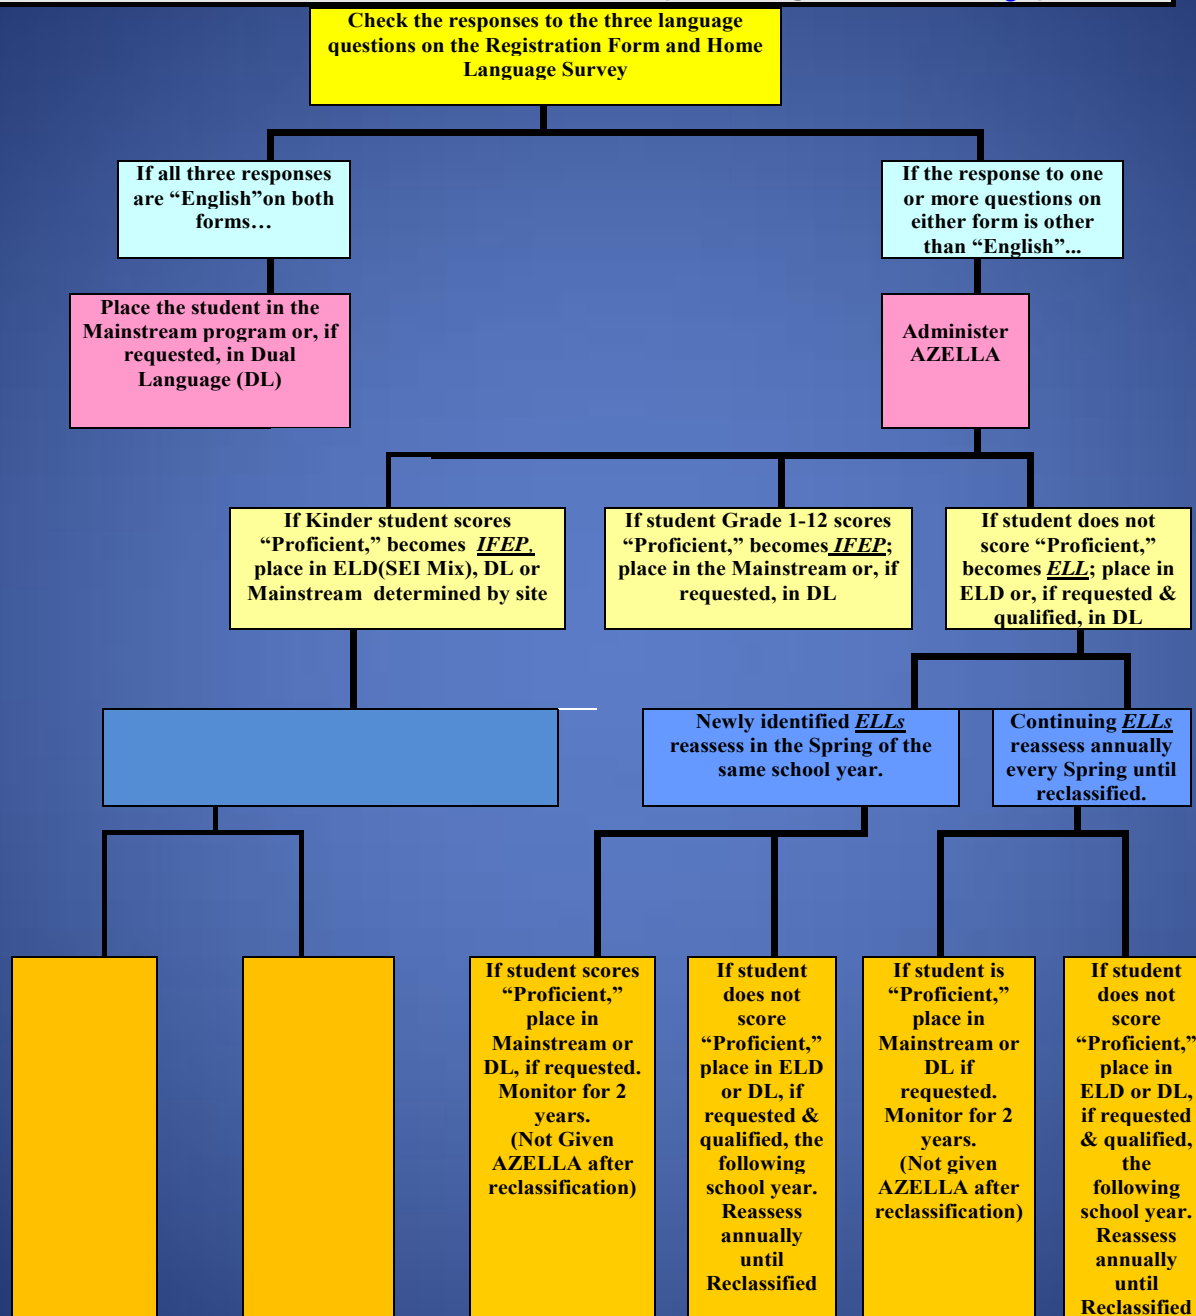 Check the responses to the three language
questions on the Registration Form and Home
Language Survey
If all three responses
are “English”on both
forms…
If the response to one
or more questions on
either form is other
than “English”...
Place the student in the
Mainstream program or, if
requested, in Dual
Language (DL)
Administer
AZELLA
If Kinder student scores
“Proficient,” becomes IFEP,
place in ELD(SEI Mix), DL or
Mainstream determined by site
If student Grade 1-12 scores
“Proficient,” becomes IFEP;
place in the Mainstream or, if
requested, in DL
If student does not
score “Proficient,”
becomes ELL; place in
ELD or, if requested &
qualified, in DL
Newly identified ELLs
reassess in the Spring of the
same school year.
Continuing ELLs
reassess annually
every Spring until
reclassified.
If student scores
“Proficient,”
place in
Mainstream or
DL, if requested.
Monitor for 2
years.
(Not Given
AZELLA after
reclassification)
If student
does not
score
“Proficient,”
place in ELD
or DL, if
requested &
qualified, the
following
school year.
Reassess
annually
until
Reclassified
If student is
“Proficient,”
place in
Mainstream or
DL if
requested.
Monitor for 2
years.
(Not given
AZELLA after
reclassification)
If student
does not
score
“Proficient,”
place in
ELD or DL,
if requested
& qualified,
the
following
school year.
Reassess
annually
until
Reclassified